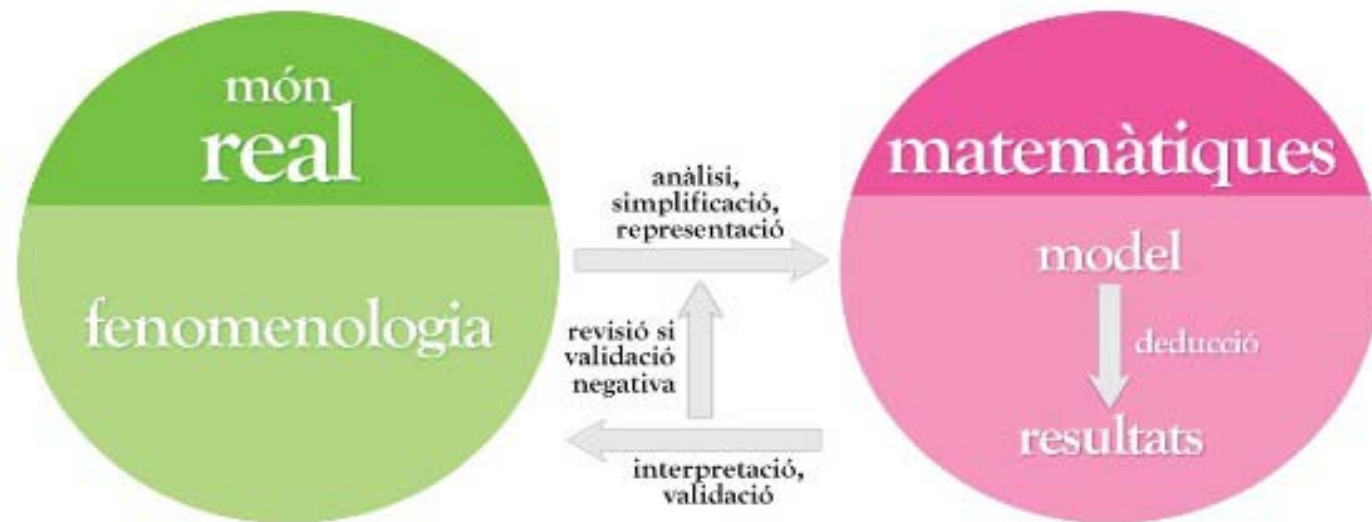 món
real
fenomenologia
anàlisi,
simplificació,
representació
revisió si
validació
negativa
interpretació,
validació
matemàtiques
model
deducció
resultats